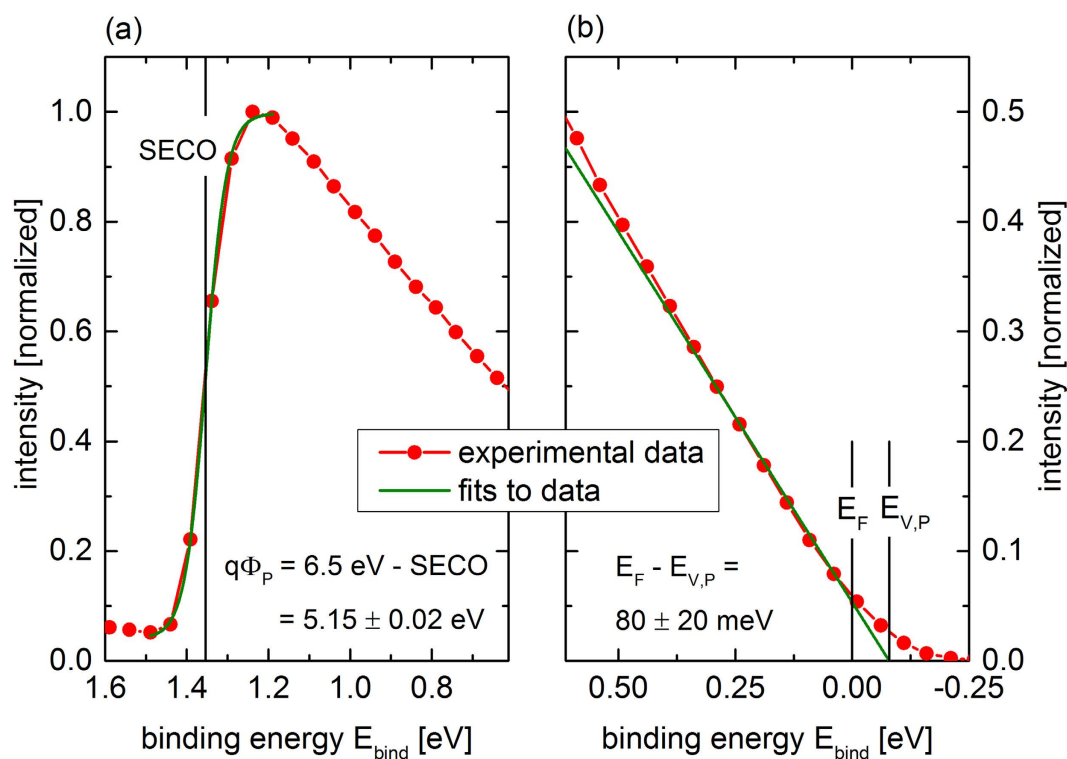 (a)
(b)
intensity [normalized]
1.0
0.8
0.6
0.4
0.2
0.0
SECO
qΦP = 6.5 eV - SECO
= 5.15 ± 0.02 eV
1.6
1.4
1.2
1.0
0.8
binding energy Ebind [eV]
experimental data
fits to data
EF
EV,P
EF - EV,P =
80 ± 20 meV
0.50
0.25
0.00
-0.25
binding energy Ebind [eV]
0.5
0.4
0.3
0.2
0.1
0.0
intensity [normalized]